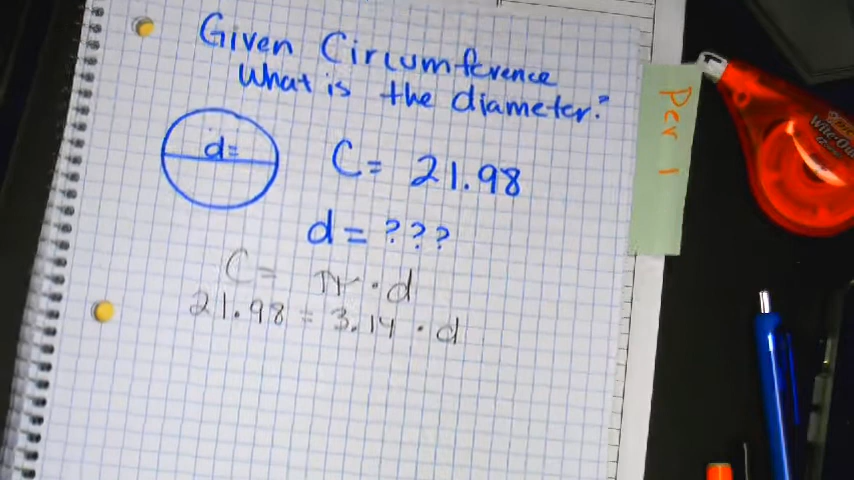 Given Circumference
What is the diameter?
d=
C= 21.98
d = ???
C= π · d
21.98 = 3.14 · d
Per 1
Wite-Out